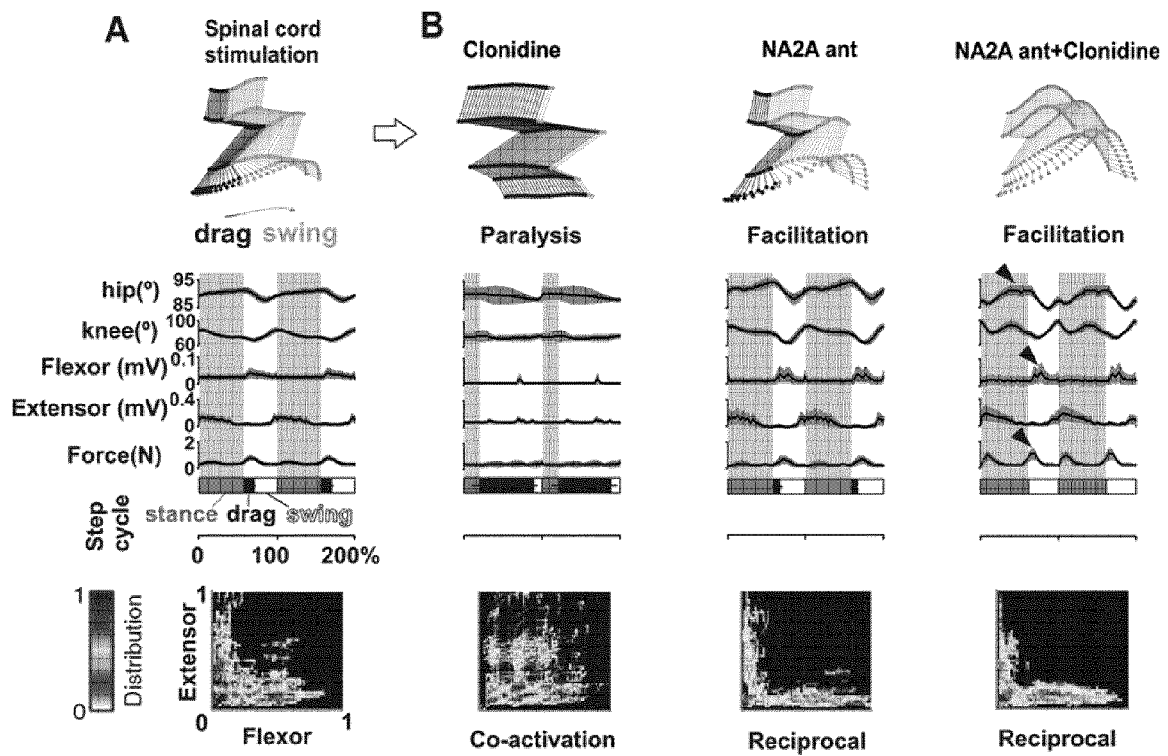 A
B
Spinal cord
stimulation
Clonidine
NA2A ant
NA2A ant+Clonidine
drag swing
Paralysis
Facilitation
Facilitation
hip(º)
95
85
knee(º)
100
60
Flexor (mV)
0.1
0
Extensor (mV)
0.4
0
Force(N)
2
0
stance drag swing
Step
cycle
0 100 200%
1
0
Distribution
Extensor
1
0 1
Flexor
Co-activation
Reciprocal
Reciprocal